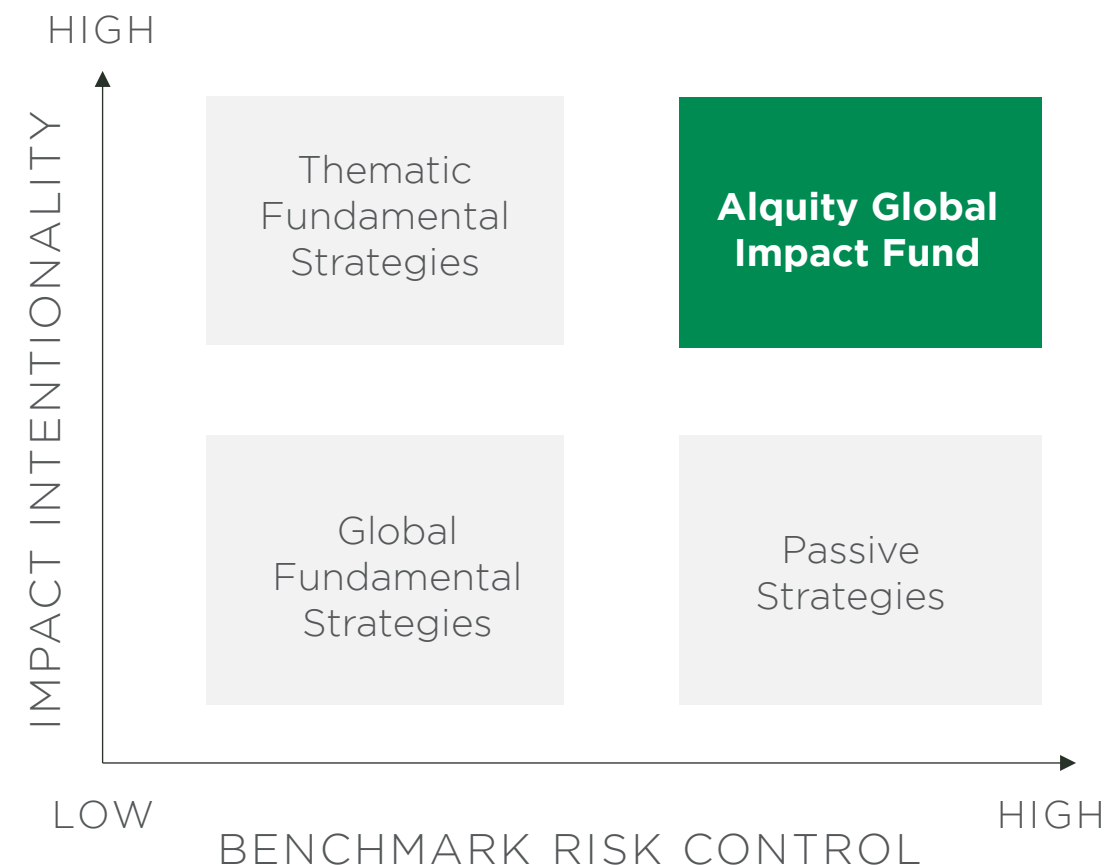 HIGH
IMPACT INTENTIONALITY
Thematic
Fundamental
Strategies
Alquity Global
Impact Fund
Global
Fundamental
Strategies
Passive
Strategies
LOW
HIGH
BENCHMARK RISK CONTROL